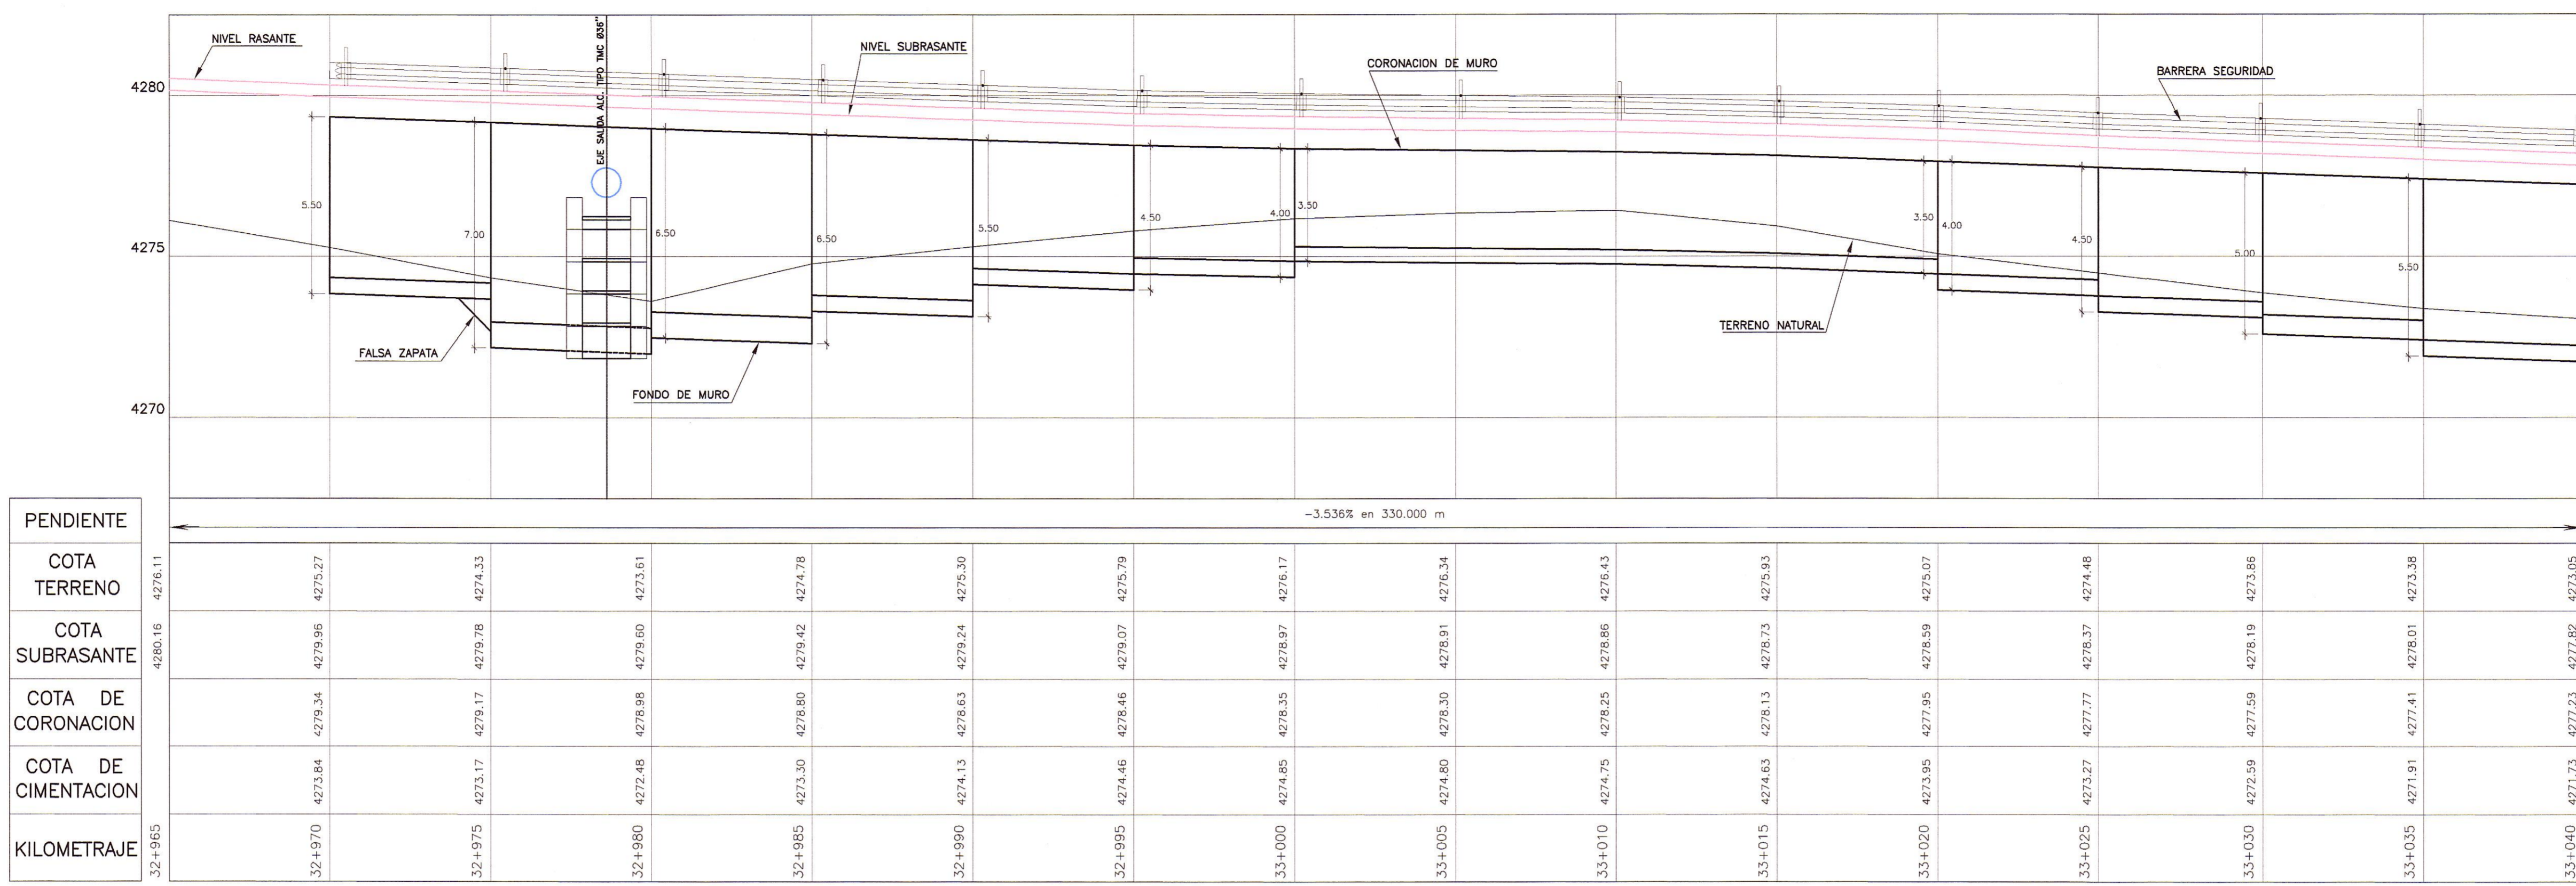 NIVEL RASANTE
EJE SALIDA ALC. TIPO TMC Ø36"
NIVEL SUBRASANTE
CORONACION DE MURO
BARRERA SEGURIDAD
4280
4275
4270
5.50
7.00
6.50
6.50
5.50
4.50
4.00
3.50
3.50
4.00
4.50
5.00
5.50
FALSA ZAPATA
FONDO DE MURO
TERRENO NATURAL
PENDIENTE
-3.536% en 330.000 m
COTA
TERRENO
4276.11 4275.27 4274.33 4273.61 4274.78 4275.30 4275.79 4276.17 4276.34 4276.43 4275.93 4275.07 4274.48 4273.86 4273.38 4273.05
COTA
SUBRASANTE
4280.16 4279.96 4279.78 4279.60 4279.42 4279.24 4279.07 4278.97 4278.91 4278.86 4278.73 4278.59 4278.37 4278.19 4278.01 4277.82
COTA DE
CORONACION
4279.34 4279.17 4278.98 4278.80 4278.63 4278.46 4278.35 4278.30 4278.25 4278.13 4277.95 4277.77 4277.59 4277.41 4277.23
COTA DE
CIMENTACION
4273.84 4273.17 4272.48 4273.30 4274.13 4274.46 4274.85 4274.80 4274.75 4274.63 4273.95 4273.27 4272.59 4271.91 4271.73
KILOMETRAJE
32+965 32+970 32+975 32+980 32+985 32+990 32+995 33+000 33+005 33+010 33+015 33+020 33+025 33+030 33+035 33+040